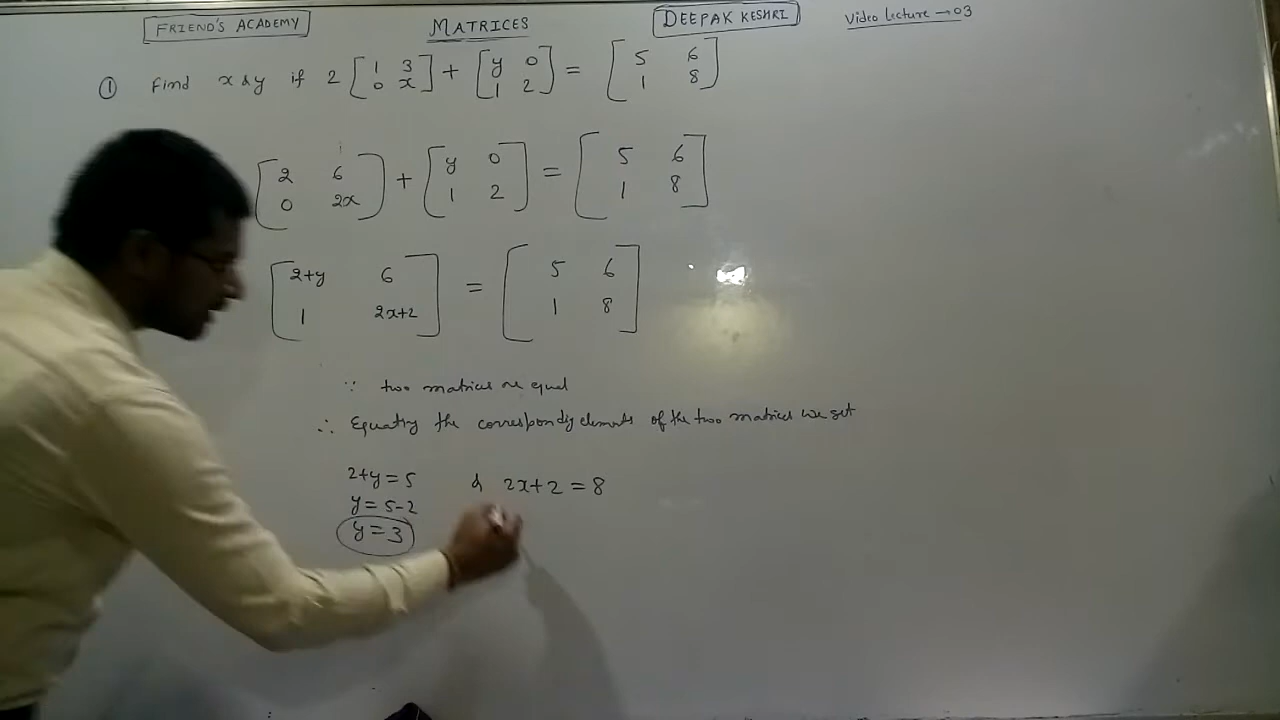 FRIEND'S ACADEMY MATRICES DEEPAK KESHRI Video Lecture → 03
① Find x & y if 2 [1 3 + [y 0 = [5 6
0 x] 1 2] 1 8]
[2 6 + [y 0 = [5 6
0 2x] 1 2] 1 8]
[2+y 6 = [5 6
1 2x+2] 1 8]
∵ two matrices are equal
∴ Equating the corresponding elements of the two matrices we get
2+y = 5 & 2x+2 = 8
y = 5-2
y = 3